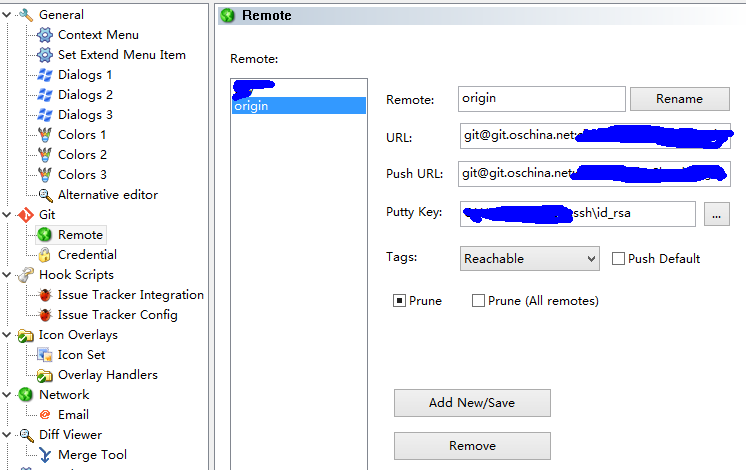 General
Context Menu
Set Extend Menu Item
Dialogs 1
Dialogs 2
Dialogs 3
Colors 1
Colors 2
Colors 3
Alternative editor
Git
Remote
Credential
Hook Scripts
Issue Tracker Integration
Issue Tracker Config
Icon Overlays
Icon Set
Overlay Handlers
Network
Email
Diff Viewer
Merge Tool
Remote
Remote:
origin
Remote: origin Rename
URL: git@git.oschina.net
Push URL: git@git.oschina.net
Putty Key: ssh\id_rsa ...
Tags: Reachable Push Default
Prune Prune (All remotes)
Add New/Save
Remove